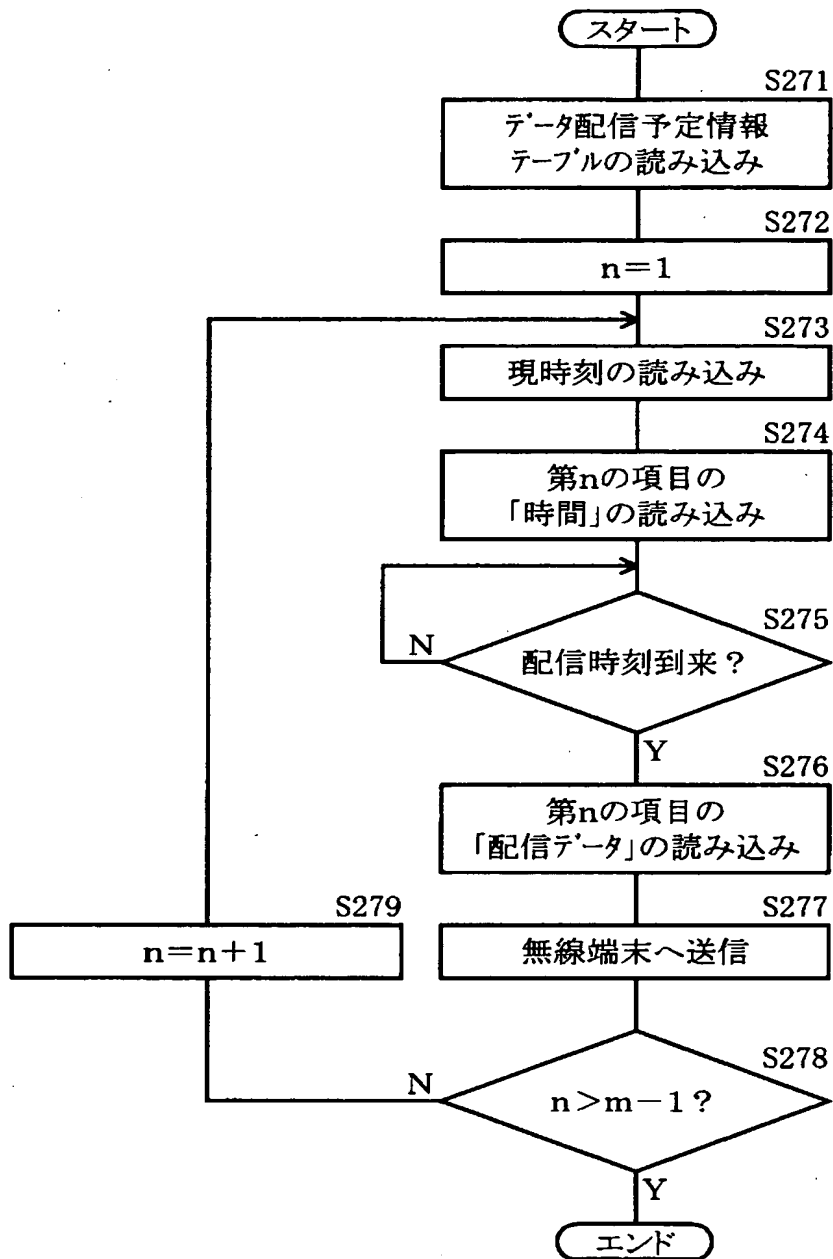 スタート
S271
データ配信予定情報
テーブルの読み込み
S272
n＝1
S273
現時刻の読み込み
S274
第nの項目の
「時間」の読み込み
S275
N
配信時刻到来？
Y
S276
第nの項目の
「配信データ」の読み込み
S279
S277
n＝n＋1
無線端末へ送信
S278
N
n＞m－1？
Y
エンド